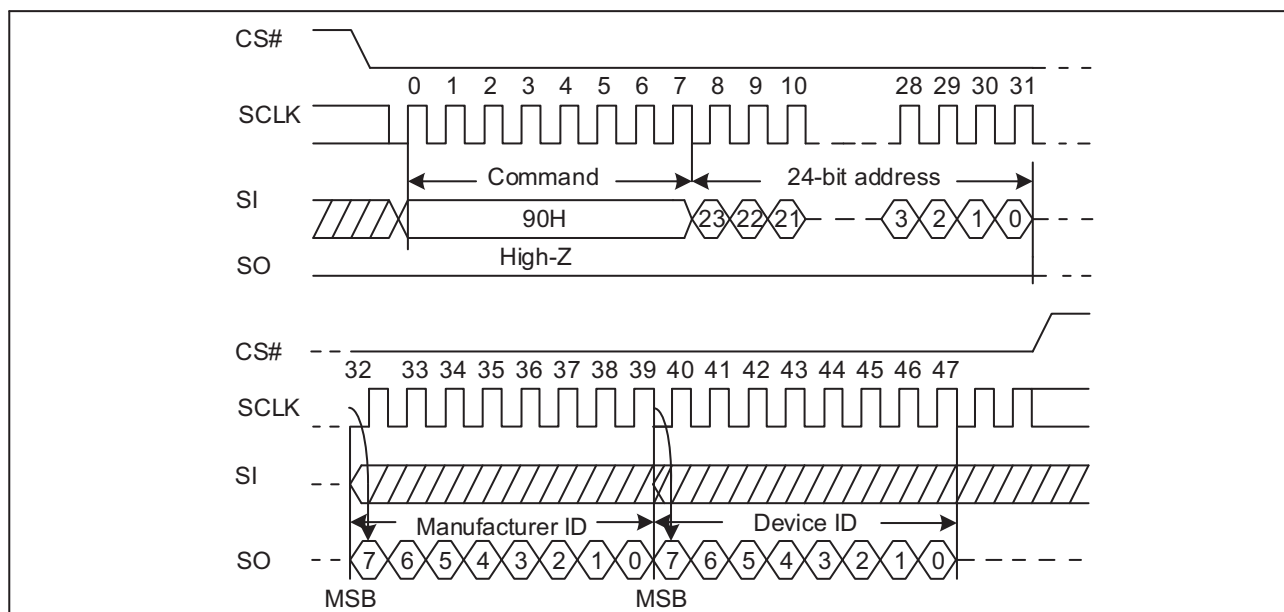 CS#
0 1 2 3 4 5 6 7 8 9 10 28 29 30 31
SCLK
Command 24-bit address
SI
90H 23 22 21 3 2 1 0
High-Z
SO
CS#
32 33 34 35 36 37 38 39 40 41 42 43 44 45 46 47
SCLK
SI
Manufacturer ID Device ID
SO 7 6 5 4 3 2 1 0 7 6 5 4 3 2 1 0
MSB MSB